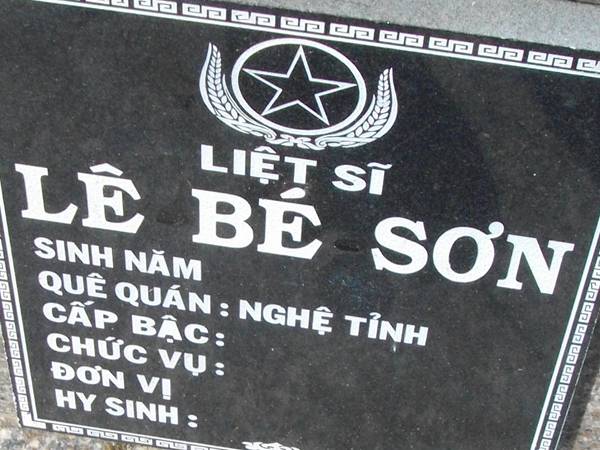 LIỆT SĨ
LÊ BÉ SƠN
SINH NĂM
QUÊ QUÁN : NGHỆ TỈNH
CẤP BẬC :
CHỨC VỤ :
ĐƠN VỊ
HY SINH :